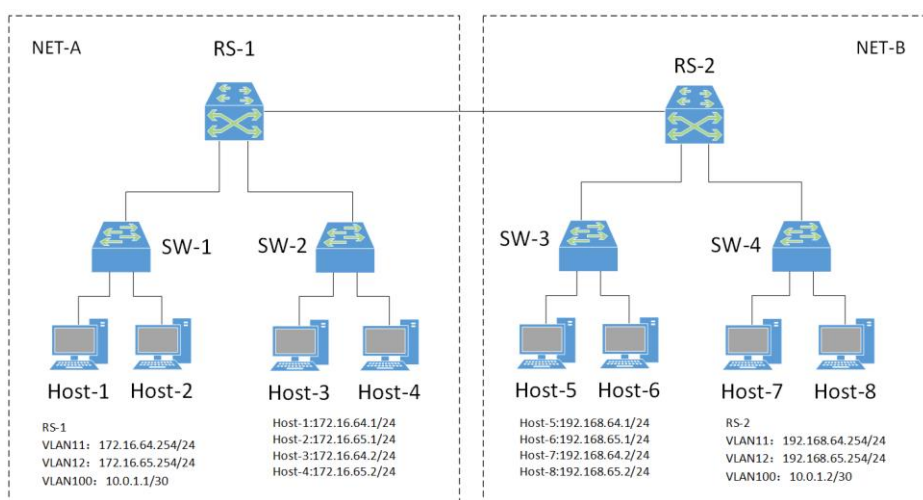 NET-A
RS-1
NET-B
RS-2
SW-1
SW-2
SW-3
SW-4
Host-1
Host-2
Host-3
Host-4
Host-5
Host-6
Host-7
Host-8
RS-1
VLAN11：172.16.64.254/24
VLAN12：172.16.65.254/24
VLAN100：10.0.1.1/30
Host-1:172.16.64.1/24
Host-2:172.16.65.1/24
Host-3:172.16.64.2/24
Host-4:172.16.65.2/24
Host-5:192.168.64.1/24
Host-6:192.168.65.1/24
Host-7:192.168.64.2/24
Host-8:192.168.65.2/24
RS-2
VLAN11：192.168.64.254/24
VLAN12：192.168.65.254/24
VLAN100：10.0.1.2/30